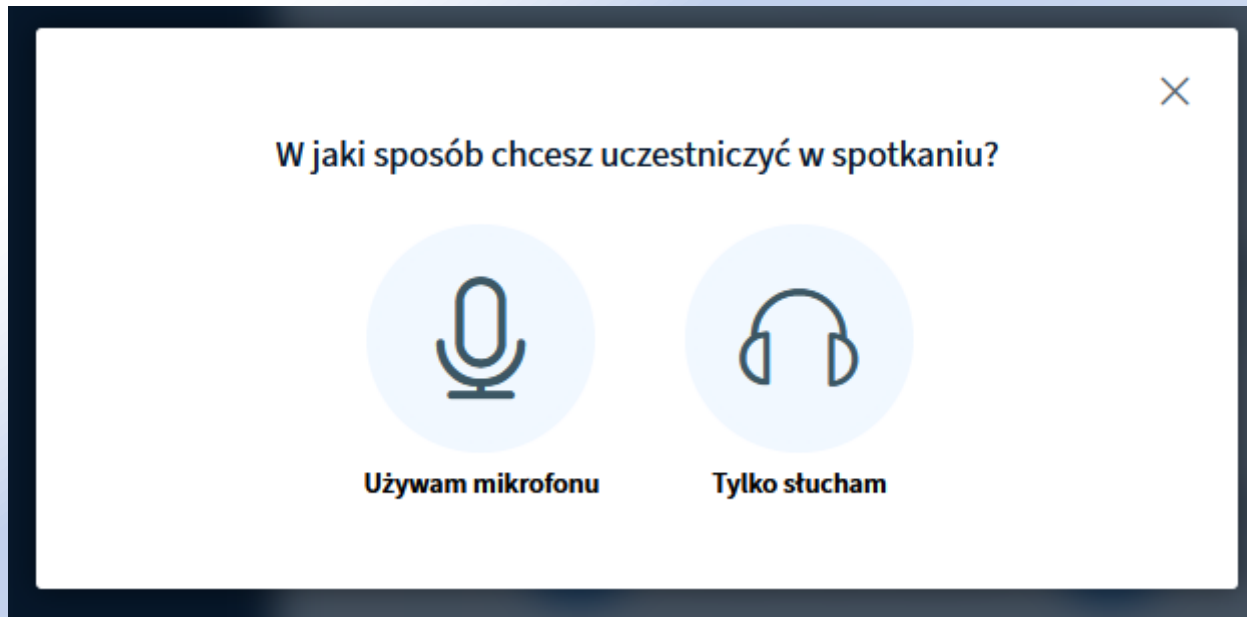 W jaki sposób chcesz uczestniczyć w spotkaniu?
Używam mikrofonu
Tylko słucham